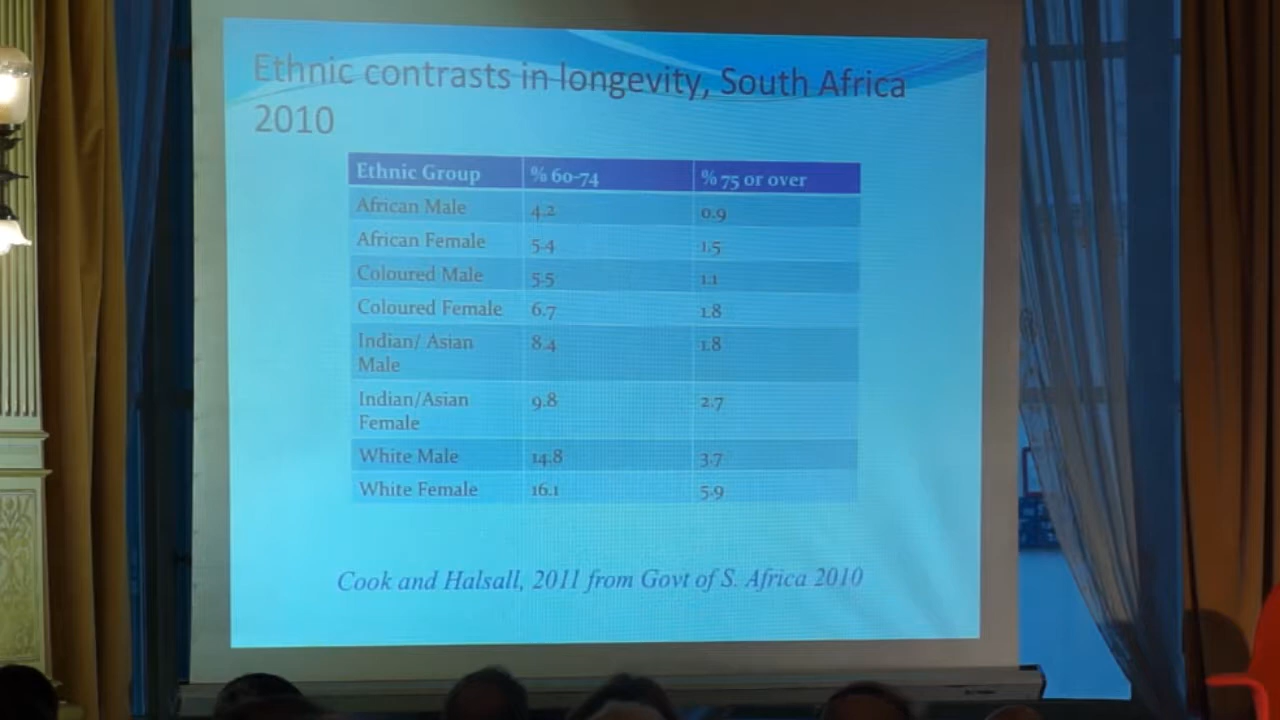 Ethnic contrasts in longevity, South Africa
2010
Ethnic Group % 60-74 % 75 or over
African Male 4.2 0.9
African Female 5.4 1.5
Coloured Male 5.5 1.1
Coloured Female 6.7 1.8
Indian/ Asian 8.4 1.8
Male
Indian/Asian 9.8 2.7
Female
White Male 14.8 3.7
White Female 16.1 5.9
Cook and Halsall, 2011 from Govt of S. Africa 2010